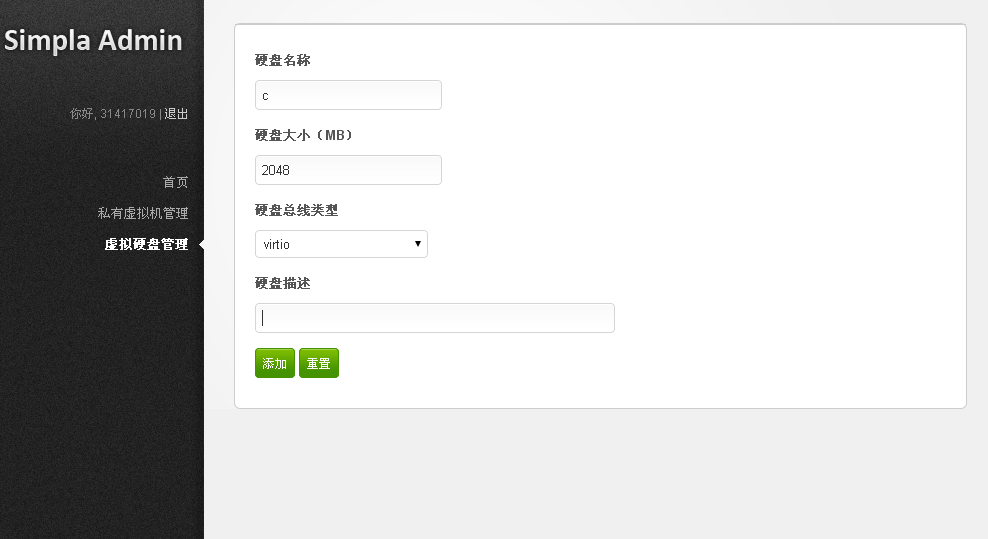 Simpla Admin
你好, 31417019 | 退出
首页
私有虚拟机管理
虚拟硬盘管理
硬盘名称
c
硬盘大小（MB）
2048
硬盘总线类型
virtio
硬盘描述
添加 重置